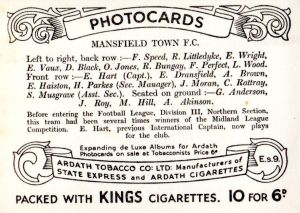 PHOTOCARDS
MANSFIELD TOWN F.C.
Left to right, back row :— F. Speed, R. Littledyke, E. Wright,
E. Vaux, D. Black, O. Jones, R. Bungay, F. Perfect, L. Wood.
Front row :— E. Hart (Capt.), E. Dransfield, A. Brown,
E. Haiston, H. Parkes (Sec. Manager), J. Moran, C. Rattray,
S. Musgrave (Asst. Sec.). Seated on ground :—G. Anderson,
J. Roy, M. Hill, A. Akinson.
Before entering the Football League, Division III, Northern Section,
this team had been several times winners of the Midland League
Competition. E. Hart, previous International Captain, now plays
for the club.
Expanding de Luxe Albums for Ardath
Photocards on sale at Tobacconists Price 6d
ARDATH TOBACCO CO: LTD: Manufacturers of
STATE EXPRESS and ARDATH CIGARETTES
E.s.9.
PACKED WITH KINGS CIGARETTES. 10 FOR 6D